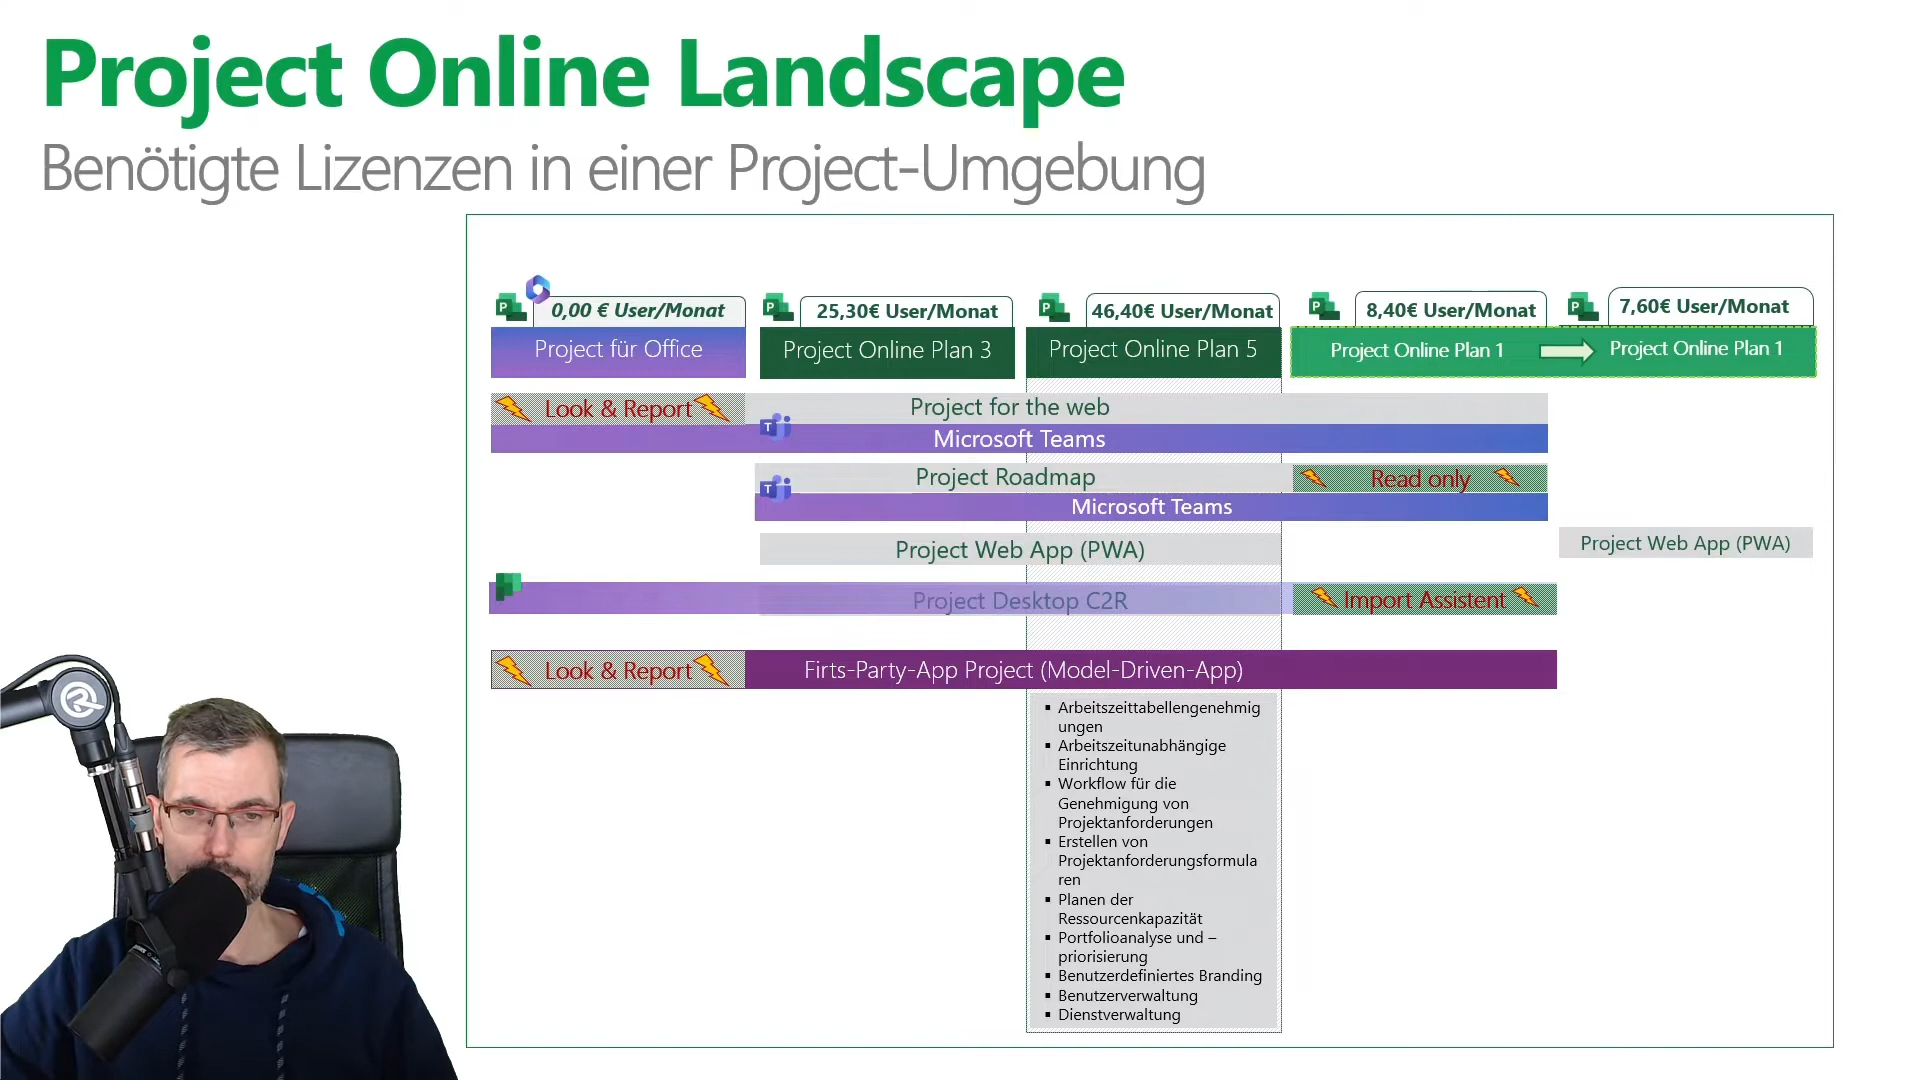 Project Online Landscape
Benötigte Lizenzen in einer Project-Umgebung
0,00 € User/Monat
25,30€ User/Monat
46,40€ User/Monat
8,40€ User/Monat
7,60€ User/Monat
Project für Office
Project Online Plan 3
Project Online Plan 5
Project Online Plan 1
Project Online Plan 1
Look & Report
Project for the web
Microsoft Teams
Project Roadmap
Read only
Microsoft Teams
Project Web App (PWA)
Project Web App (PWA)
Project Desktop C2R
Import Assistent
Look & Report
Firts-Party-App Project (Model-Driven-App)
▪ Arbeitszeittabellengenehmig
ungen
▪ Arbeitszeitunabhängige
Einrichtung
▪ Workflow für die
Genehmigung von
Projektanforderungen
▪ Erstellen von
Projektanforderungsformula
ren
▪ Planen der
Ressourcenkapazität
▪ Portfolioanalyse und –
priorisierung
▪ Benutzerdefiniertes Branding
▪ Benutzerverwaltung
▪ Dienstverwaltung